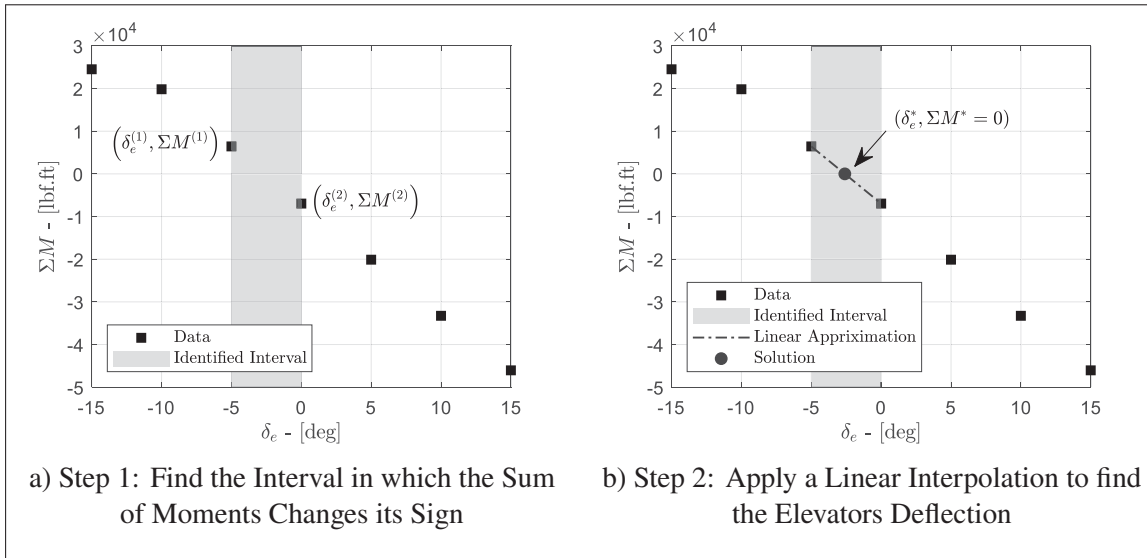 ×10⁴
3
2
1
0
-1
-2
-3
-4
-5
-15 -10 -5 0 5 10 15
ΣM - [lbf.ft]
δₑ - [deg]
(δₑ⁽¹⁾, ΣM⁽¹⁾)
(δₑ⁽²⁾, ΣM⁽²⁾)
Data
Identified Interval
a) Step 1: Find the Interval in which the Sum
of Moments Changes its Sign
×10⁴
3
2
1
0
-1
-2
-3
-4
-5
-15 -10 -5 0 5 10 15
ΣM - [lbf.ft]
δₑ - [deg]
(δₑ*, ΣM* = 0)
Data
Identified Interval
Linear Appriximation
Solution
b) Step 2: Apply a Linear Interpolation to find
the Elevators Deflection